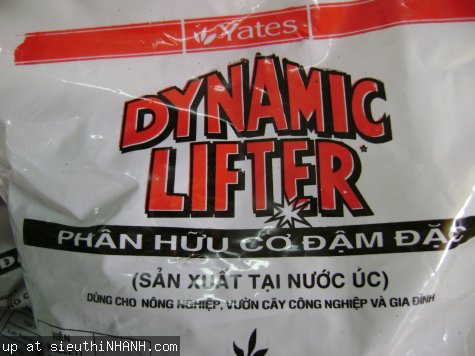 Yates
DYNAMIC
LIFTER
PHÂN HỮU CƠ ĐẬM ĐẶC
(SẢN XUẤT TẠI NƯỚC ÚC)
DÙNG CHO NÔNG NGHIỆP, VƯỜN CÂY CÔNG NGHIỆP VÀ GIA ĐÌNH
up at sieuthiNHANH.com